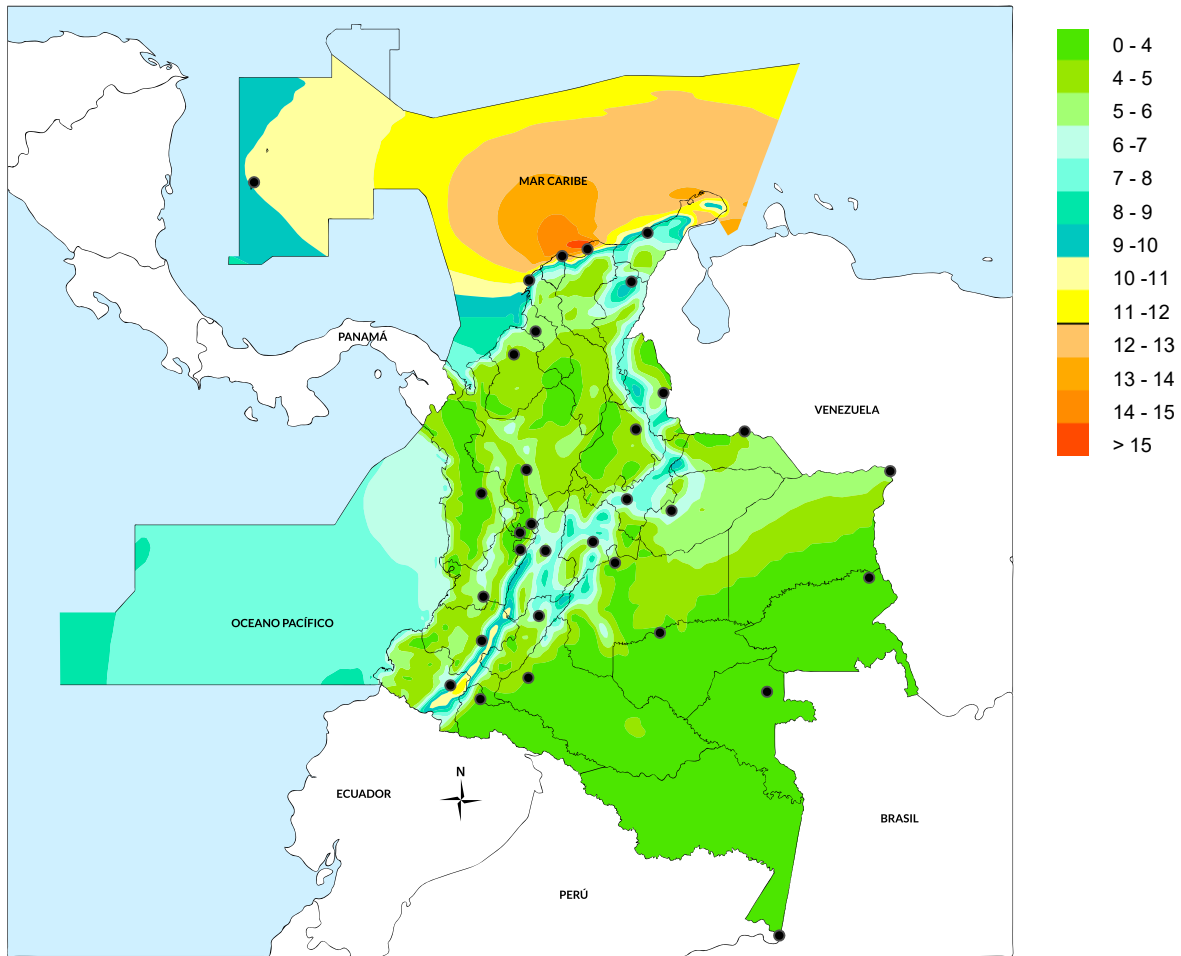 0 - 4
4 - 5
5 - 6
6 -7
7 - 8
8 - 9
9 -10
10 -11
11 -12
12 - 13
13 - 14
14 - 15
> 15
MAR CARIBE
PANAMÁ
VENEZUELA
OCEANO PACÍFICO
N
ECUADOR
BRASIL
PERÚ